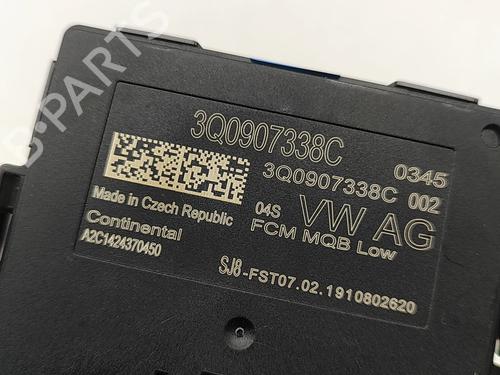 3Q0907338C
0345
3Q0907338C 002
Made in Czech Republic
04S VW AG
Continental
FCM MQB Low
A2C1424370450
SJ8-FST07.02.1910802620
B-PARTS